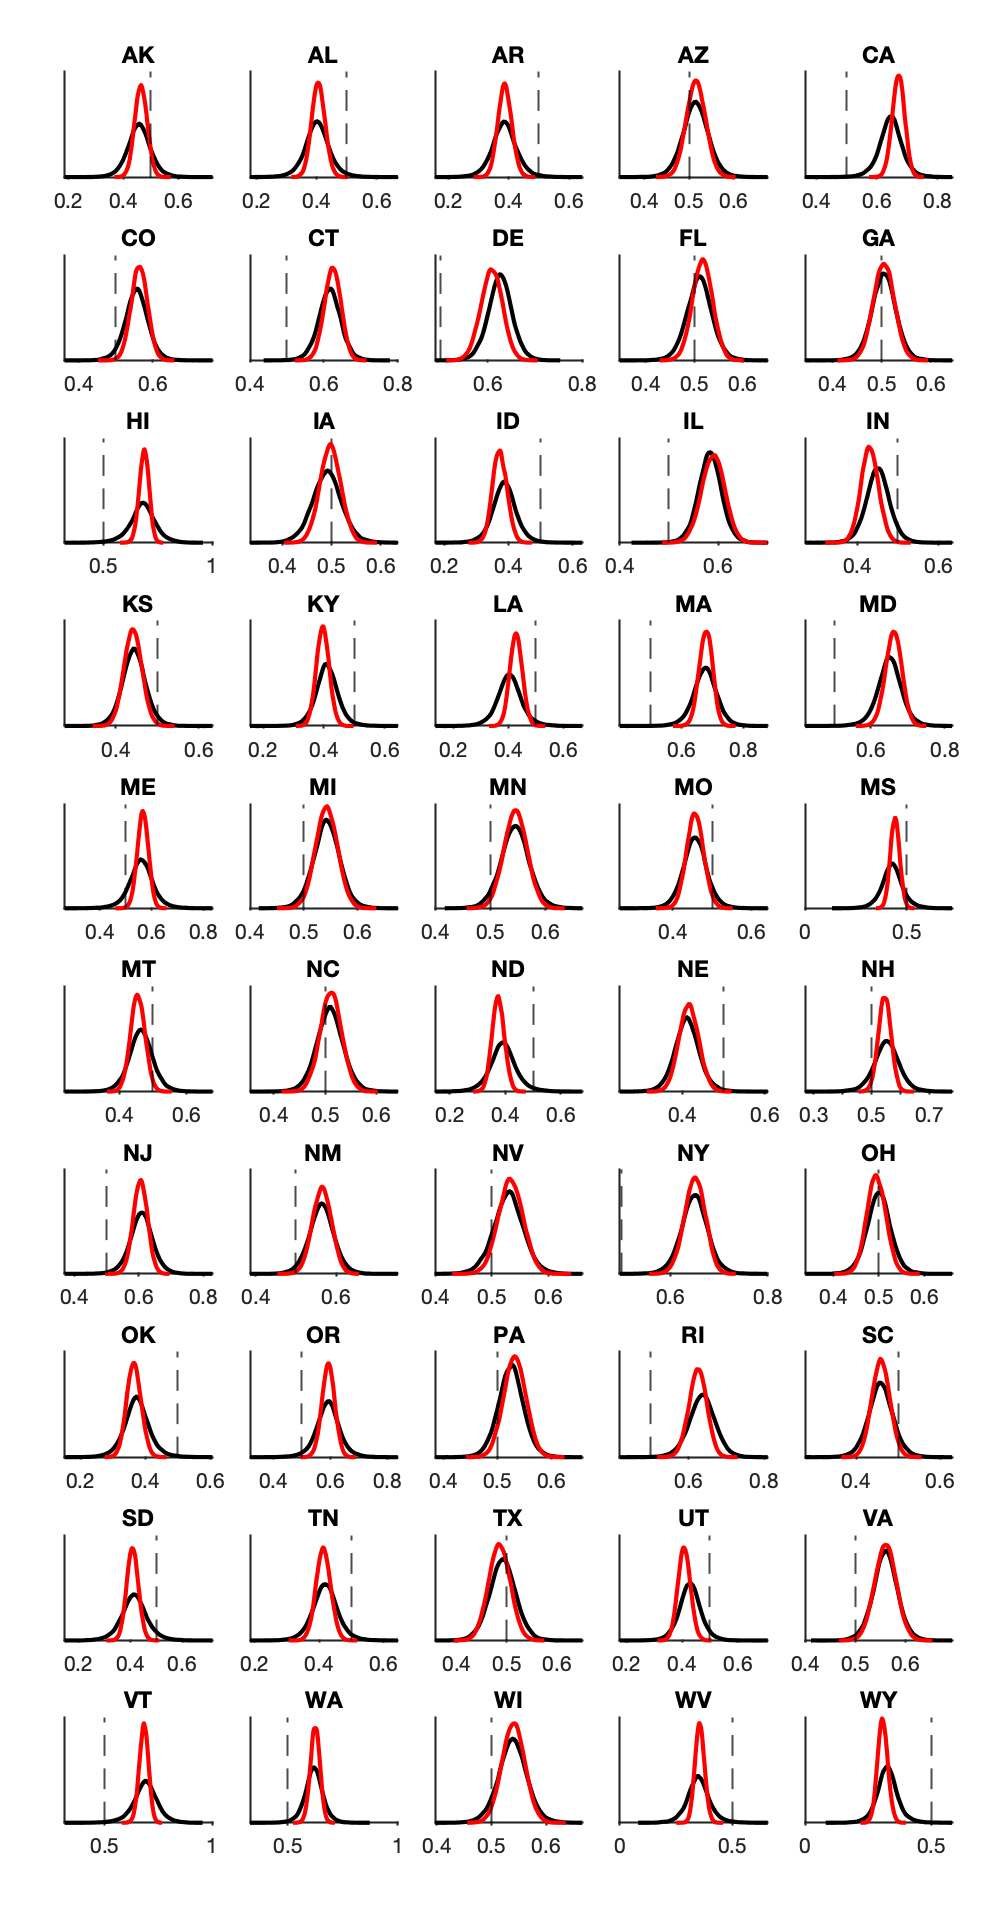 AK AL AR AZ CA
0.2 0.4 0.6 0.2 0.4 0.6 0.2 0.4 0.6 0.4 0.5 0.6 0.4 0.6 0.8
CO CT DE FL GA
0.4 0.6 0.4 0.6 0.8 0.6 0.8 0.4 0.5 0.6 0.4 0.5 0.6
HI IA ID IL IN
0.5 1 0.4 0.5 0.6 0.2 0.4 0.6 0.4 0.6 0.4 0.6
KS KY LA MA MD
0.4 0.6 0.2 0.4 0.6 0.2 0.4 0.6 0.6 0.8 0.6 0.8
ME MI MN MO MS
0.4 0.6 0.8 0.4 0.5 0.6 0.4 0.5 0.6 0.4 0.6 0 0.5
MT NC ND NE NH
0.4 0.6 0.4 0.5 0.6 0.2 0.4 0.6 0.4 0.6 0.3 0.5 0.7
NJ NM NV NY OH
0.4 0.6 0.8 0.4 0.6 0.4 0.5 0.6 0.6 0.8 0.4 0.5 0.6
OK OR PA RI SC
0.2 0.4 0.6 0.4 0.6 0.8 0.4 0.5 0.6 0.6 0.8 0.4 0.6
SD TN TX UT VA
0.2 0.4 0.6 0.2 0.4 0.6 0.4 0.5 0.6 0.2 0.4 0.6 0.4 0.5 0.6
VT WA WI WV WY
0.5 1 0.5 1 0.4 0.5 0.6 0 0.5 0 0.5